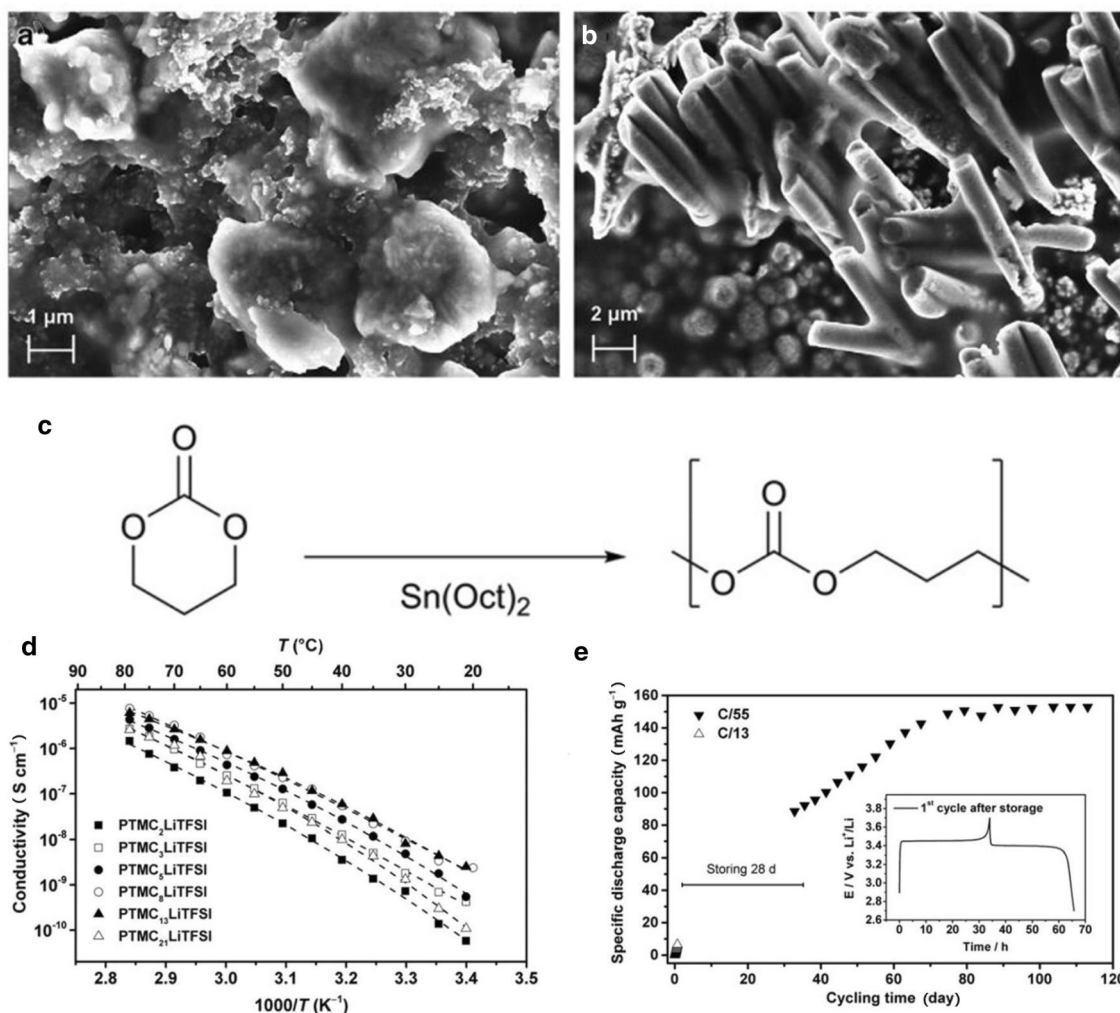 a
1 µm
b
2 µm
c
O
O
O
Sn(Oct)2
O
O
O
d
T (°C)
90 80 70 60 50 40 30 20
Conductivity (S cm−1)
10−5
10−6
10−7
10−8
10−9
10−10
PTMC2LiTFSI
PTMC3LiTFSI
PTMC5LiTFSI
PTMC8LiTFSI
PTMC13LiTFSI
PTMC21LiTFSI
2.8 2.9 3.0 3.1 3.2 3.3 3.4 3.5
1000/T (K−1)
e
Specific discharge capacity (mAh g−1)
160
140
120
100
80
60
40
20
0
C/55
C/13
Storing 28 d
1st cycle after storage
E / V vs. Li+/Li
3.8
3.6
3.4
3.2
3.0
2.8
2.6
0 10 20 30 40 50 60 70
Time / h
0 20 40 60 80 100 120
Cycling time (day)